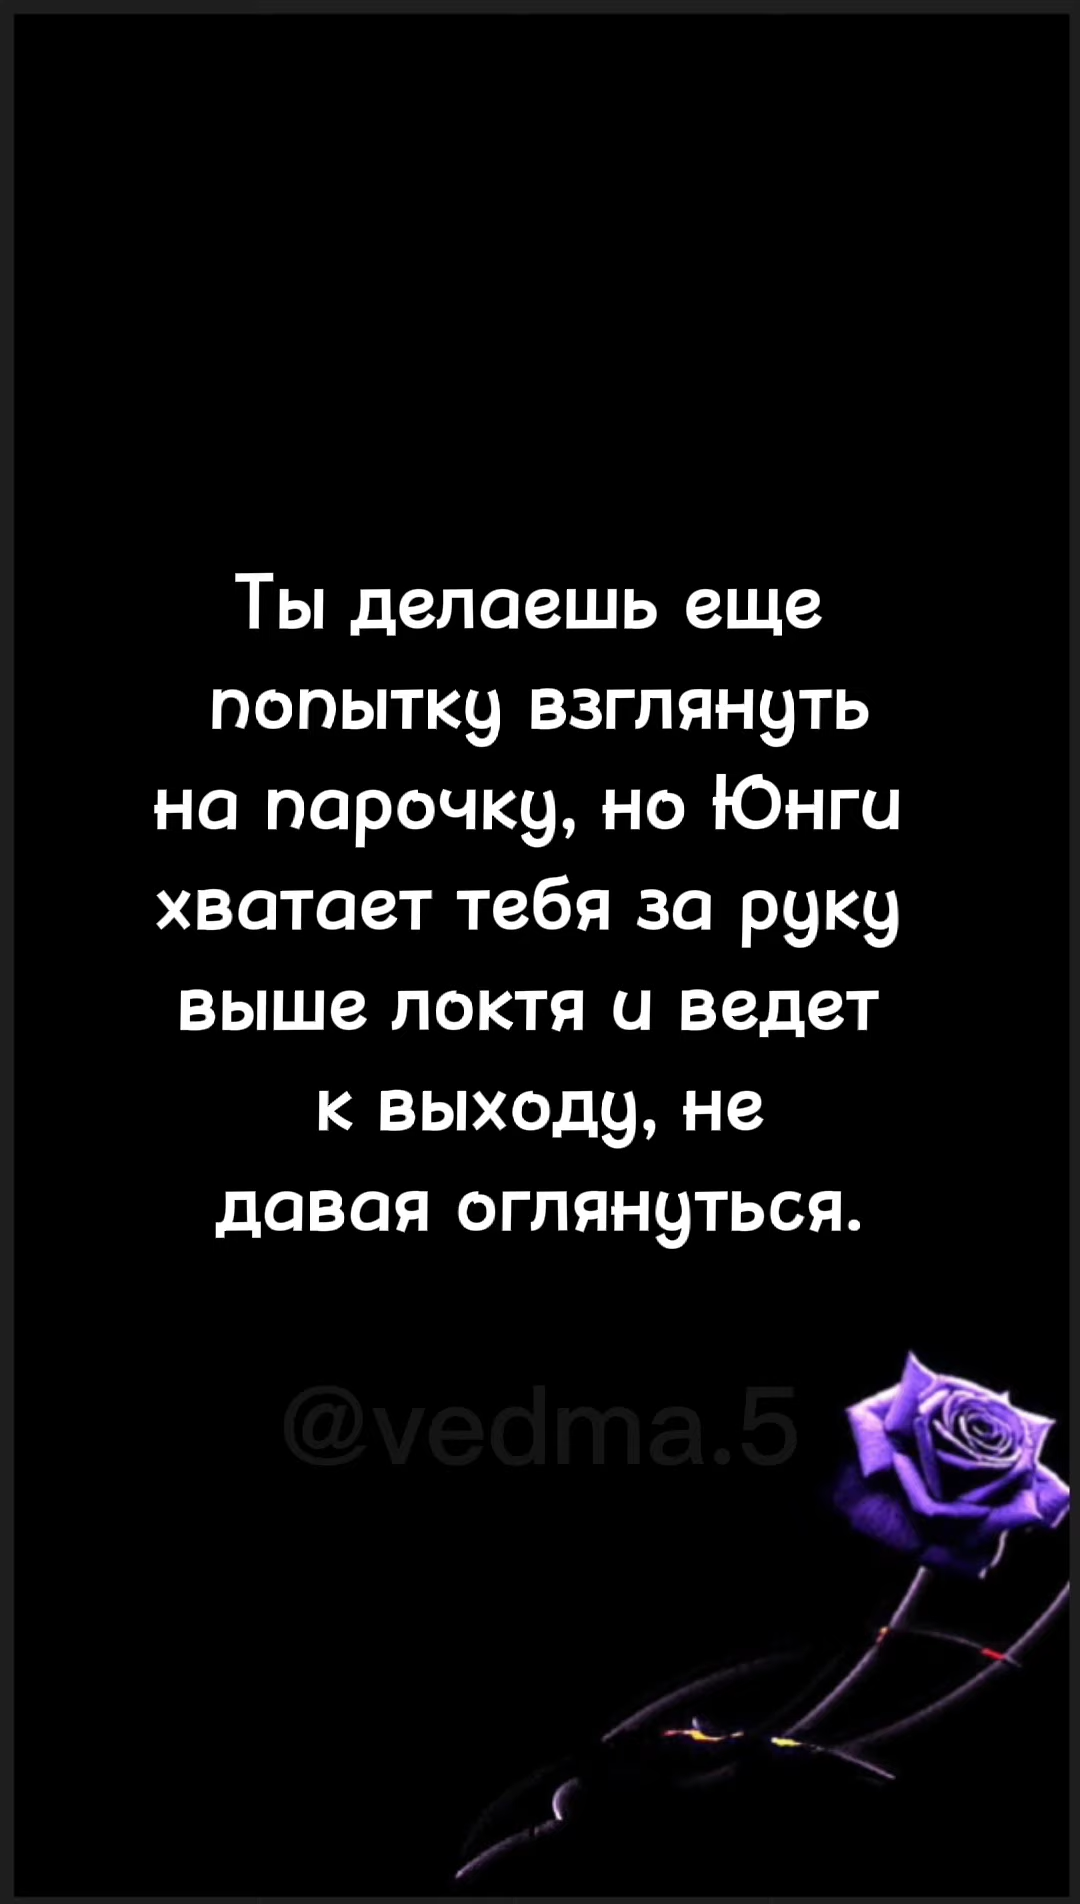 Ты делаешь еще
попытку взглянуть
на парочку, но Юнги
хватает тебя за руку
выше локтя и ведет
к выходу, не
давая оглянуться.
@vedma.5